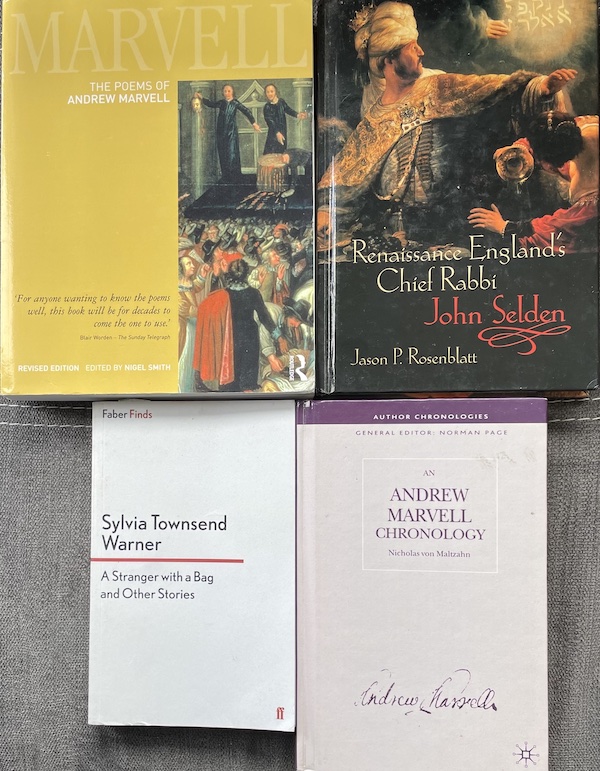 MARVELL
THE POEMS OF
ANDREW MARVELL
'For anyone wanting to know the poems
well, this book will be for decades to
come the one to use.'
Blair Worden – The Sunday Telegraph
REVISED EDITION EDITED BY NIGEL SMITH
R
Renaissance England's
Chief Rabbi
John Selden
Jason P. Rosenblatt
Faber Finds
Sylvia Townsend
Warner
A Stranger with a Bag
and Other Stories
ff
AUTHOR CHRONOLOGIES
GENERAL EDITOR: NORMAN PAGE
AN
ANDREW
MARVELL
CHRONOLOGY
Nicholas von Maltzahn
Andrew Marvell